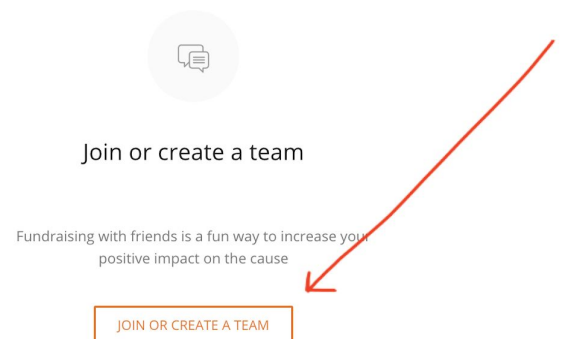 Join or create a team
Fundraising with friends is a fun way to increase your
positive impact on the cause
JOIN OR CREATE A TEAM